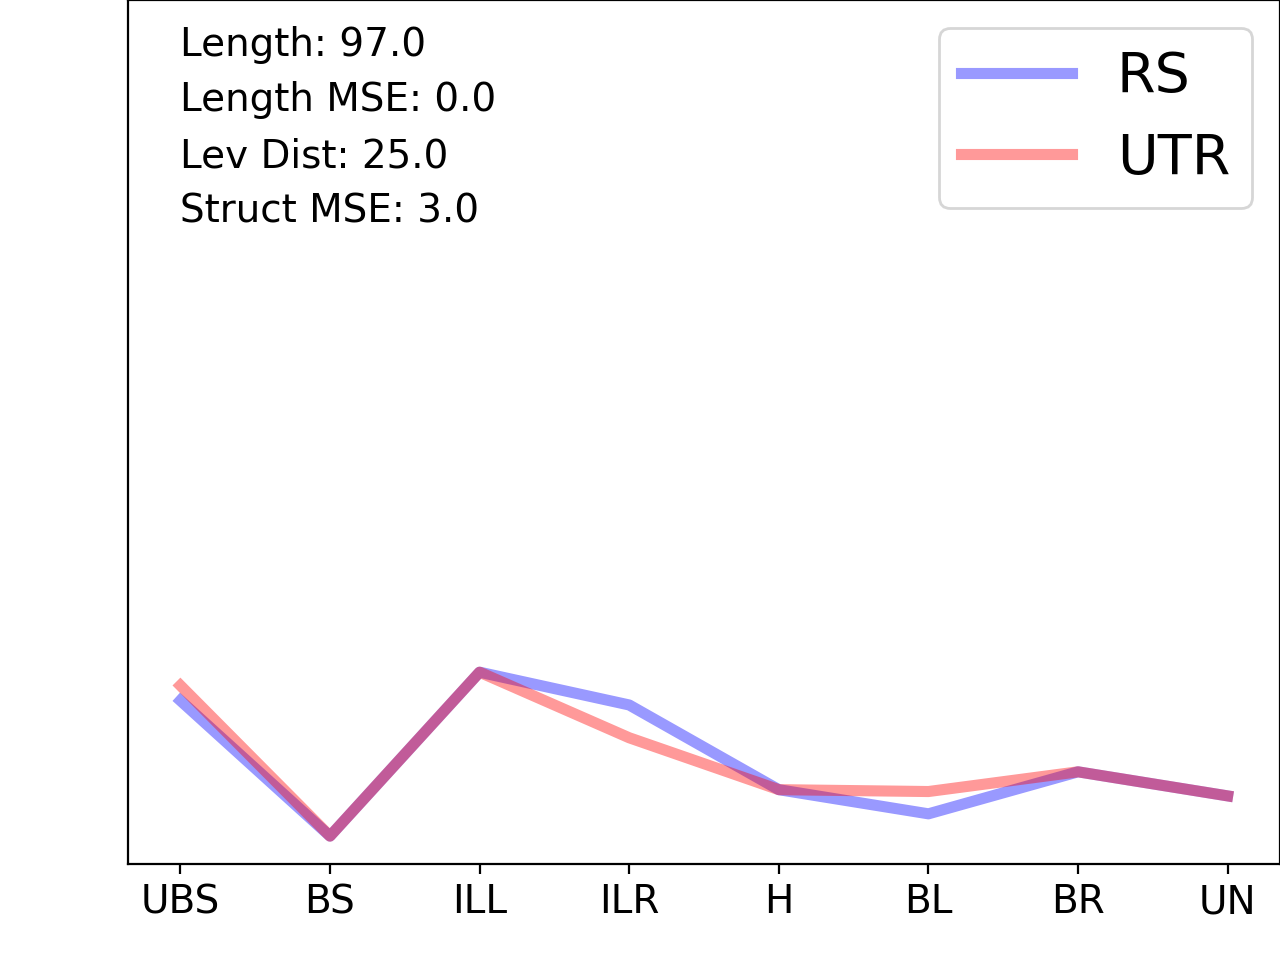 Length: 97.0
Length MSE: 0.0
Lev Dist: 25.0
Struct MSE: 3.0
RS
UTR
UBS BS ILL ILR H BL BR UN